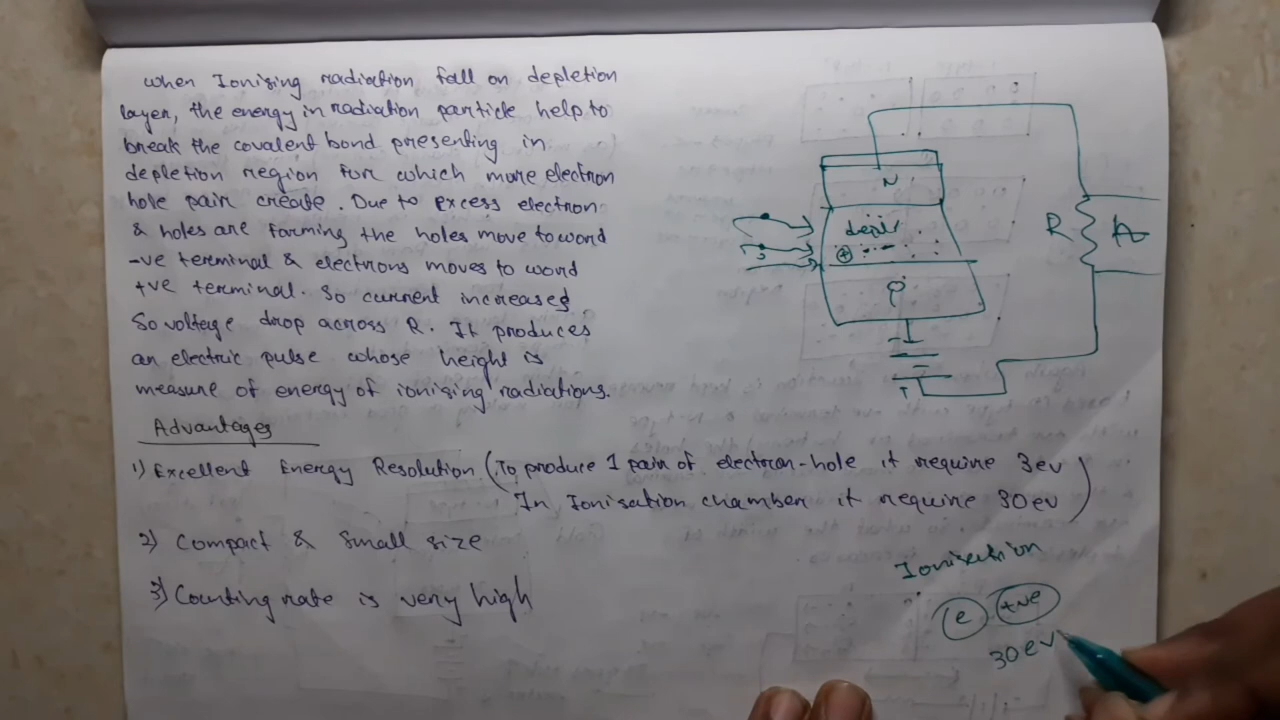 when Ionising radiation fall on depletion
layer, the energy in radiation particle help to
break the covalent bond presenting in
depletion region for which more electron
hole pair create. Due to excess electron
& holes are forming the holes move toword
-ve terminal & electrons moves to word
+ve terminal. So current increased
So voltage drop across R. It produces
an electric pulse whose height is
measure of energy of ionising radiations.
N
depl
+
P
R
Advantages
1) Excellent Energy Resolution (To produce 1 pair of electron-hole it require 3ev
In Ionisation chamber it require 30ev)
2) Compact & Small size
3) Counting rate is very high
Ionisation
e +ve
30ev